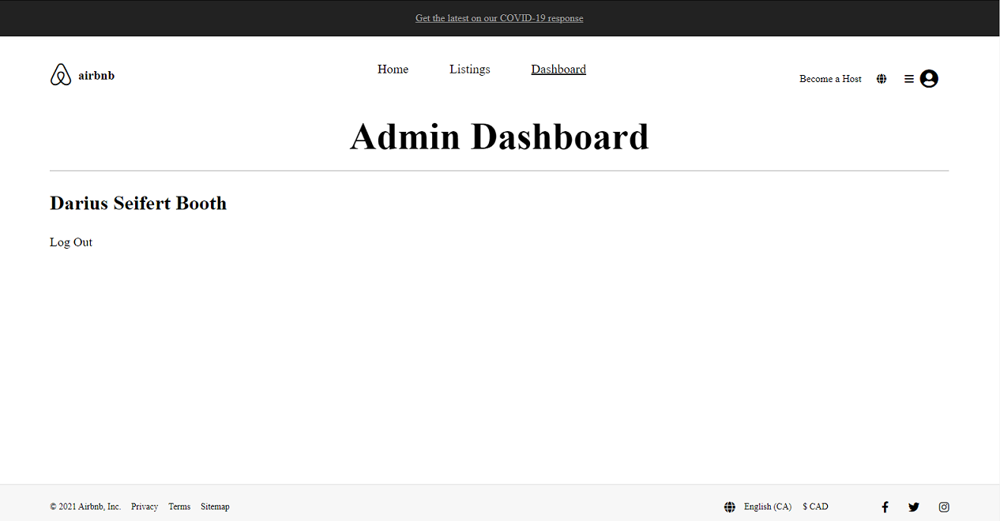 Get the latest on our COVID-19 response
airbnb
Home Listings Dashboard
Become a Host
Admin Dashboard
Darius Seifert Booth
Log Out
© 2021 Airbnb, Inc. Privacy Terms Sitemap
English (CA) $ CAD